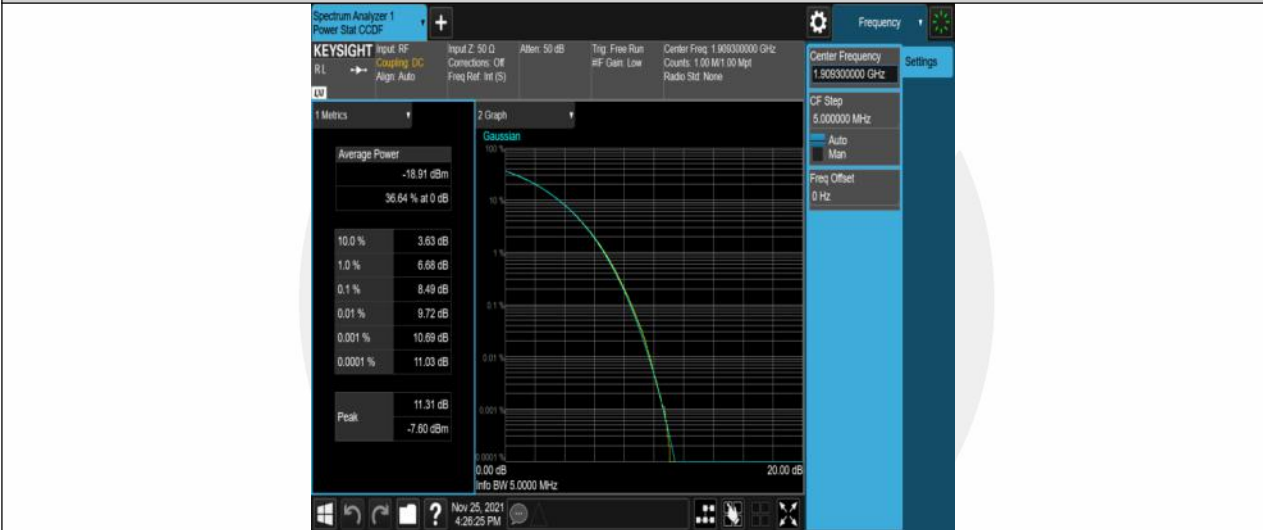 Spectrum Analyzer 1
Power Stat CCDF
+
Frequency
KEYSIGHT
Input: RF
Coupling: DC
Align: Auto
RL
LVI
Input Z: 50 Ω
Corrections: Off
Freq Ref: Int (S)
Atten: 50 dB
Trig: Free Run
#IF Gain: Low
Center Freq: 1.909300000 GHz
Counts: 1.00 M/1.00 Mpt
Radio Std: None
Center Frequency
1.909300000 GHz
Settings
CF Step
5.000000 MHz
Auto
Man
Freq Offset
0 Hz
1 Metrics
Average Power
-18.91 dBm
36.64 % at 0 dB
10.0 % 3.63 dB
1.0 % 6.68 dB
0.1 % 8.49 dB
0.01 % 9.72 dB
0.001 % 10.69 dB
0.0001 % 11.03 dB
Peak
11.31 dB
-7.60 dBm
2 Graph
Gaussian
100 %
10 %
1 %
0.1 %
0.01 %
0.001 %
0.0001 %
0.00 dB
20.00 dB
Info BW 5.0000 MHz
?
Nov 25, 2021
4:26:25 PM